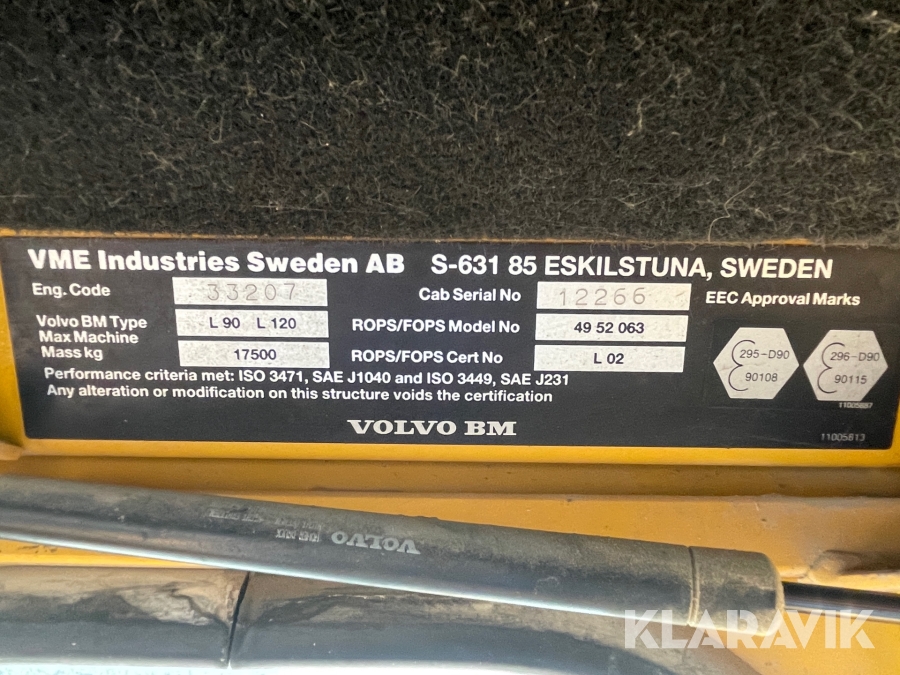 VME Industries Sweden AB S-631 85 ESKILSTUNA, SWEDEN
Eng. Code 33207 Cab Serial No 12266 EEC Approval Marks
Volvo BM Type L 90 L 120 ROPS/FOPS Model No 49 52 063
Max Machine
Mass kg 17500 ROPS/FOPS Cert No L 02
295-D90
90108
296-D90
90115
Performance criteria met: ISO 3471, SAE J1040 and ISO 3449, SAE J231
Any alteration or modification on this structure voids the certification
VOLVO BM
11005813
VOLVO
KLARAVIK